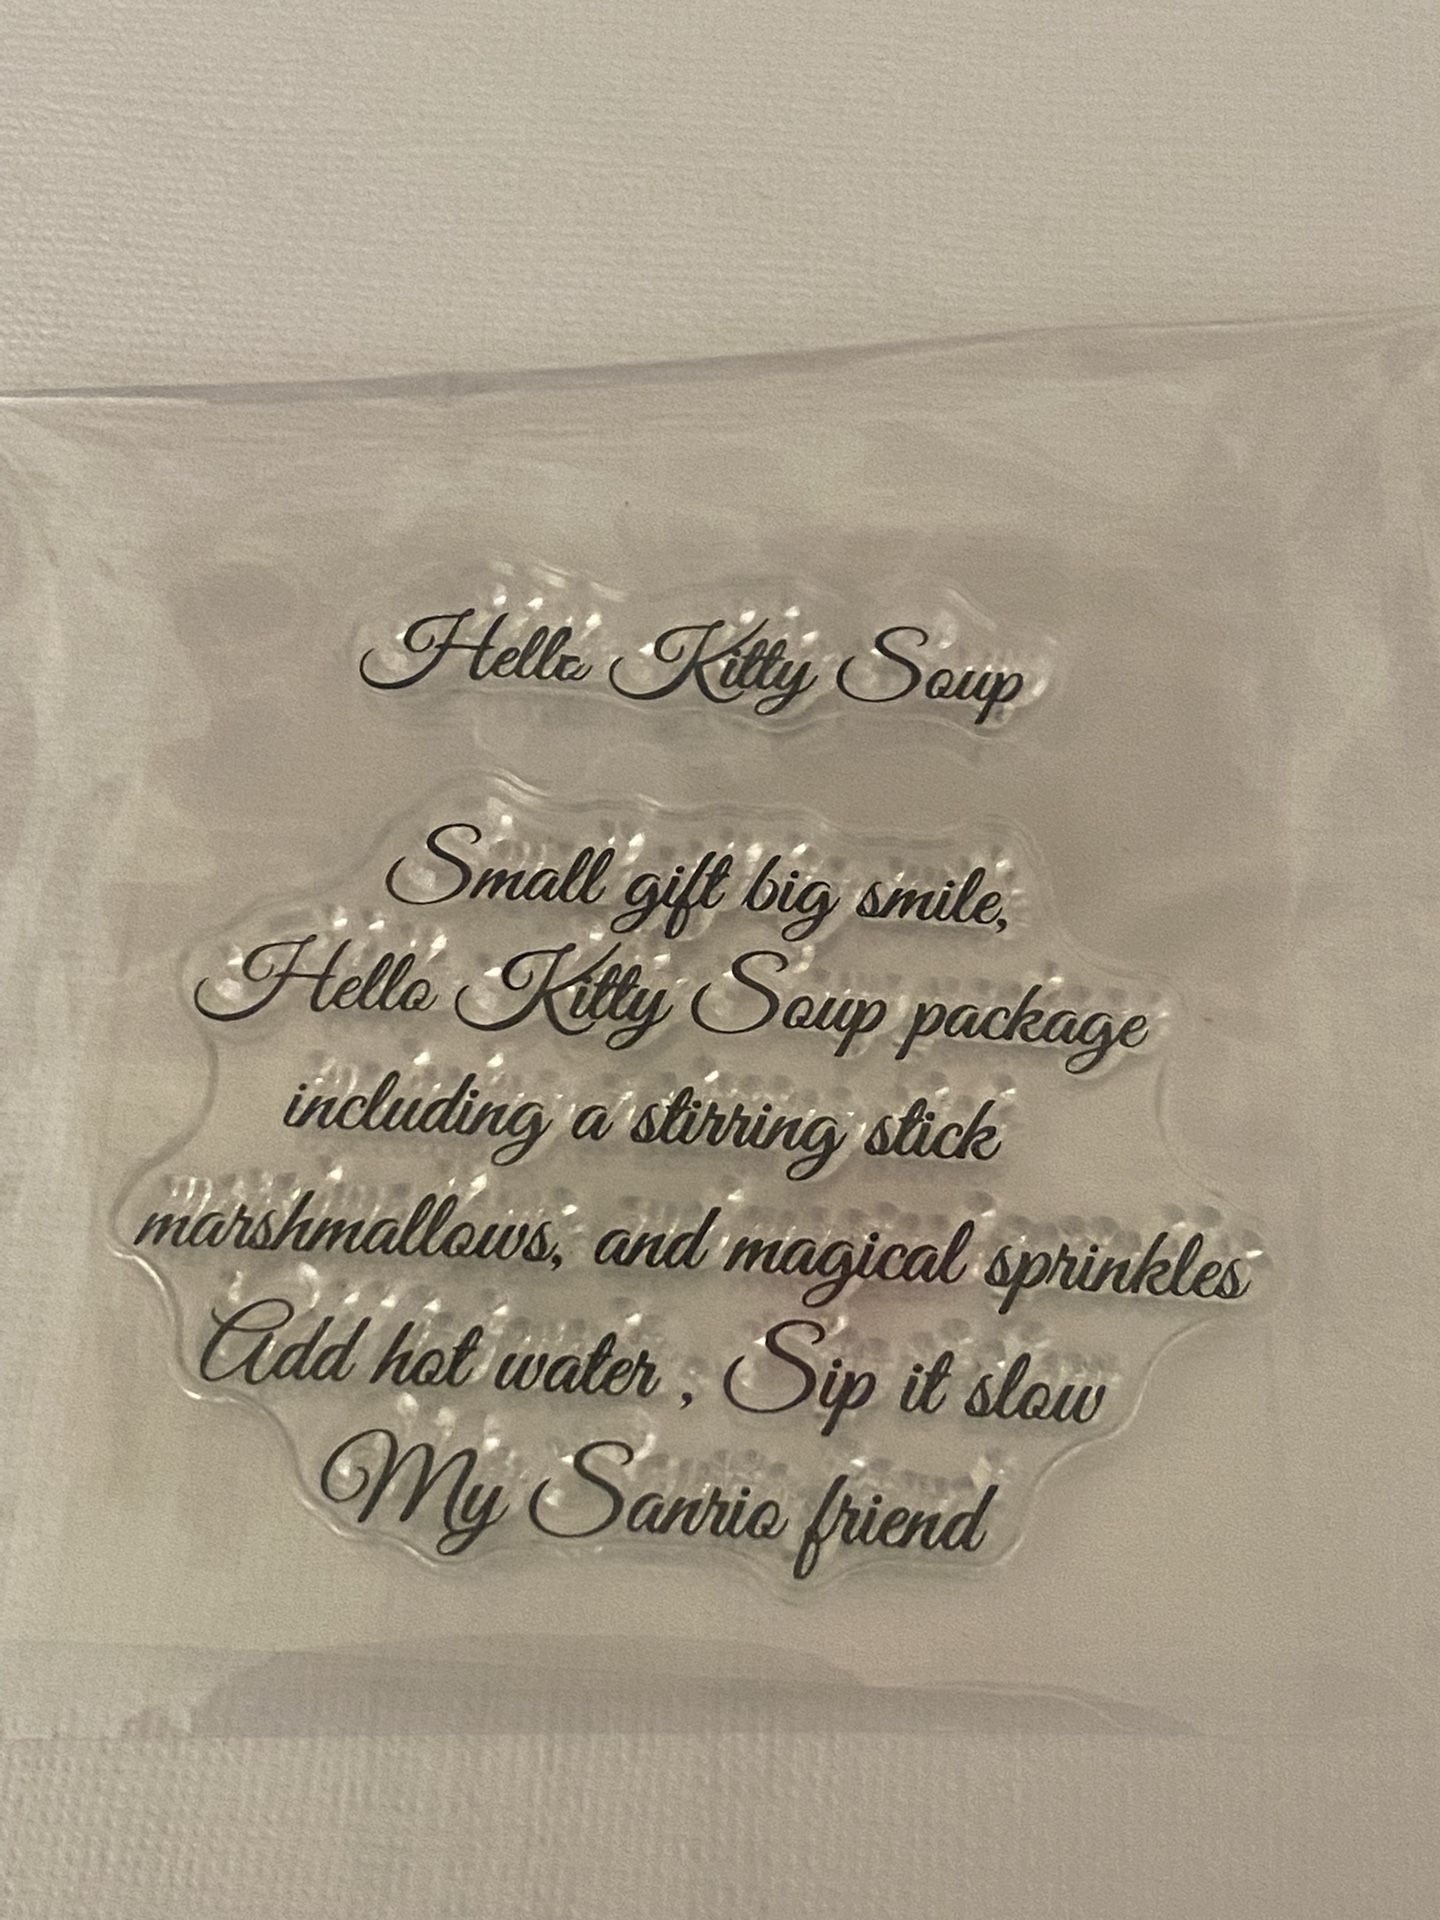 Hello Kitty Soup
Small gift big smile,
Hello Kitty Soup package
including a stirring stick
marshmallows, and magical sprinkles
Add hot water , Sip it slow
My Sanrio friend